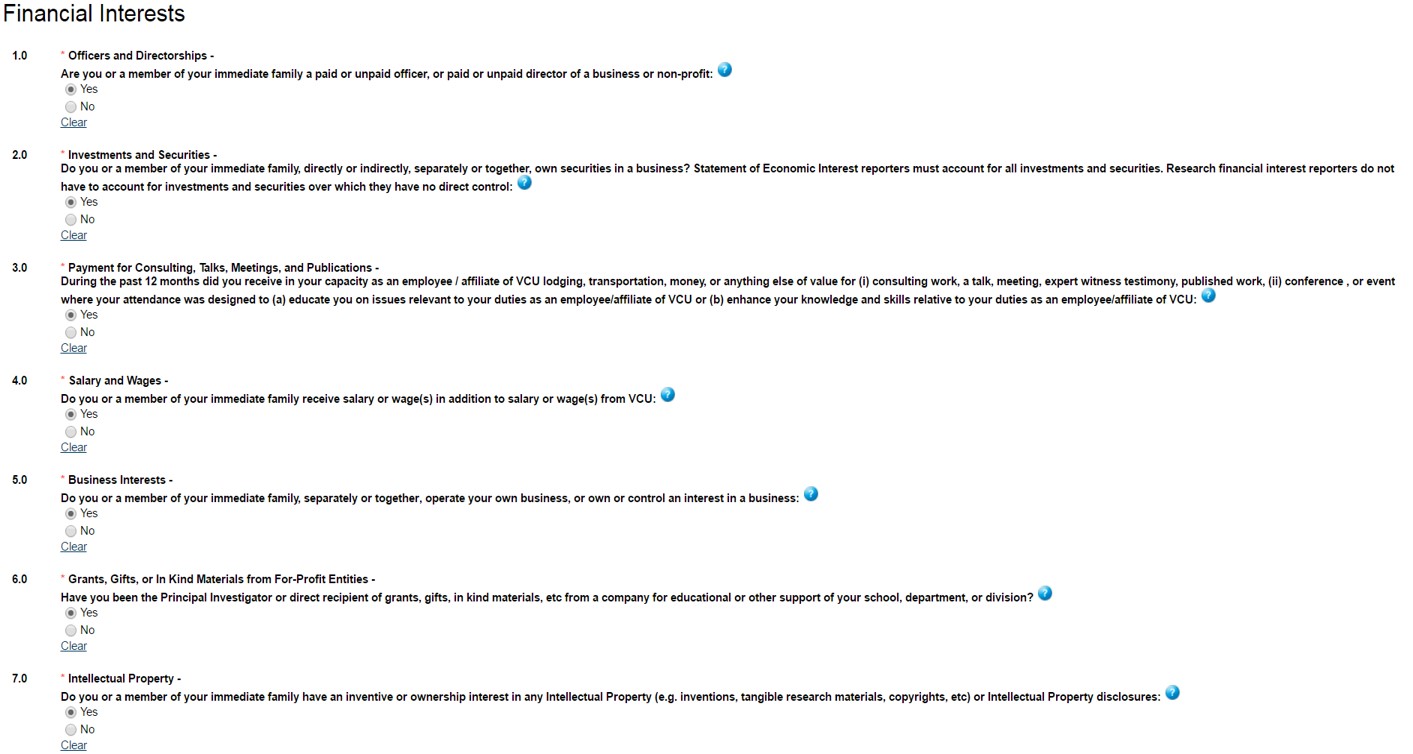 Financial Interests
1.0 * Officers and Directorships -
Are you or a member of your immediate family a paid or unpaid officer, or paid or unpaid director of a business or non-profit: ?
Yes
No
Clear
2.0 * Investments and Securities -
Do you or a member of your immediate family, directly or indirectly, separately or together, own securities in a business? Statement of Economic Interest reporters must account for all investments and securities. Research financial interest reporters do not
have to account for investments and securities over which they have no direct control: ?
Yes
No
Clear
3.0 * Payment for Consulting, Talks, Meetings, and Publications -
During the past 12 months did you receive in your capacity as an employee / affiliate of VCU lodging, transportation, money, or anything else of value for (i) consulting work, a talk, meeting, expert witness testimony, published work, (ii) conference , or event
where your attendance was designed to (a) educate you on issues relevant to your duties as an employee/affiliate of VCU or (b) enhance your knowledge and skills relative to your duties as an employee/affiliate of VCU: ?
Yes
No
Clear
4.0 * Salary and Wages -
Do you or a member of your immediate family receive salary or wage(s) in addition to salary or wage(s) from VCU: ?
Yes
No
Clear
5.0 * Business Interests -
Do you or a member of your immediate family, separately or together, operate your own business, or own or control an interest in a business: ?
Yes
No
Clear
6.0 * Grants, Gifts, or In Kind Materials from For-Profit Entities -
Have you been the Principal Investigator or direct recipient of grants, gifts, in kind materials, etc from a company for educational or other support of your school, department, or division? ?
Yes
No
Clear
7.0 * Intellectual Property -
Do you or a member of your immediate family have an inventive or ownership interest in any Intellectual Property (e.g. inventions, tangible research materials, copyrights, etc) or Intellectual Property disclosures: ?
Yes
No
Clear